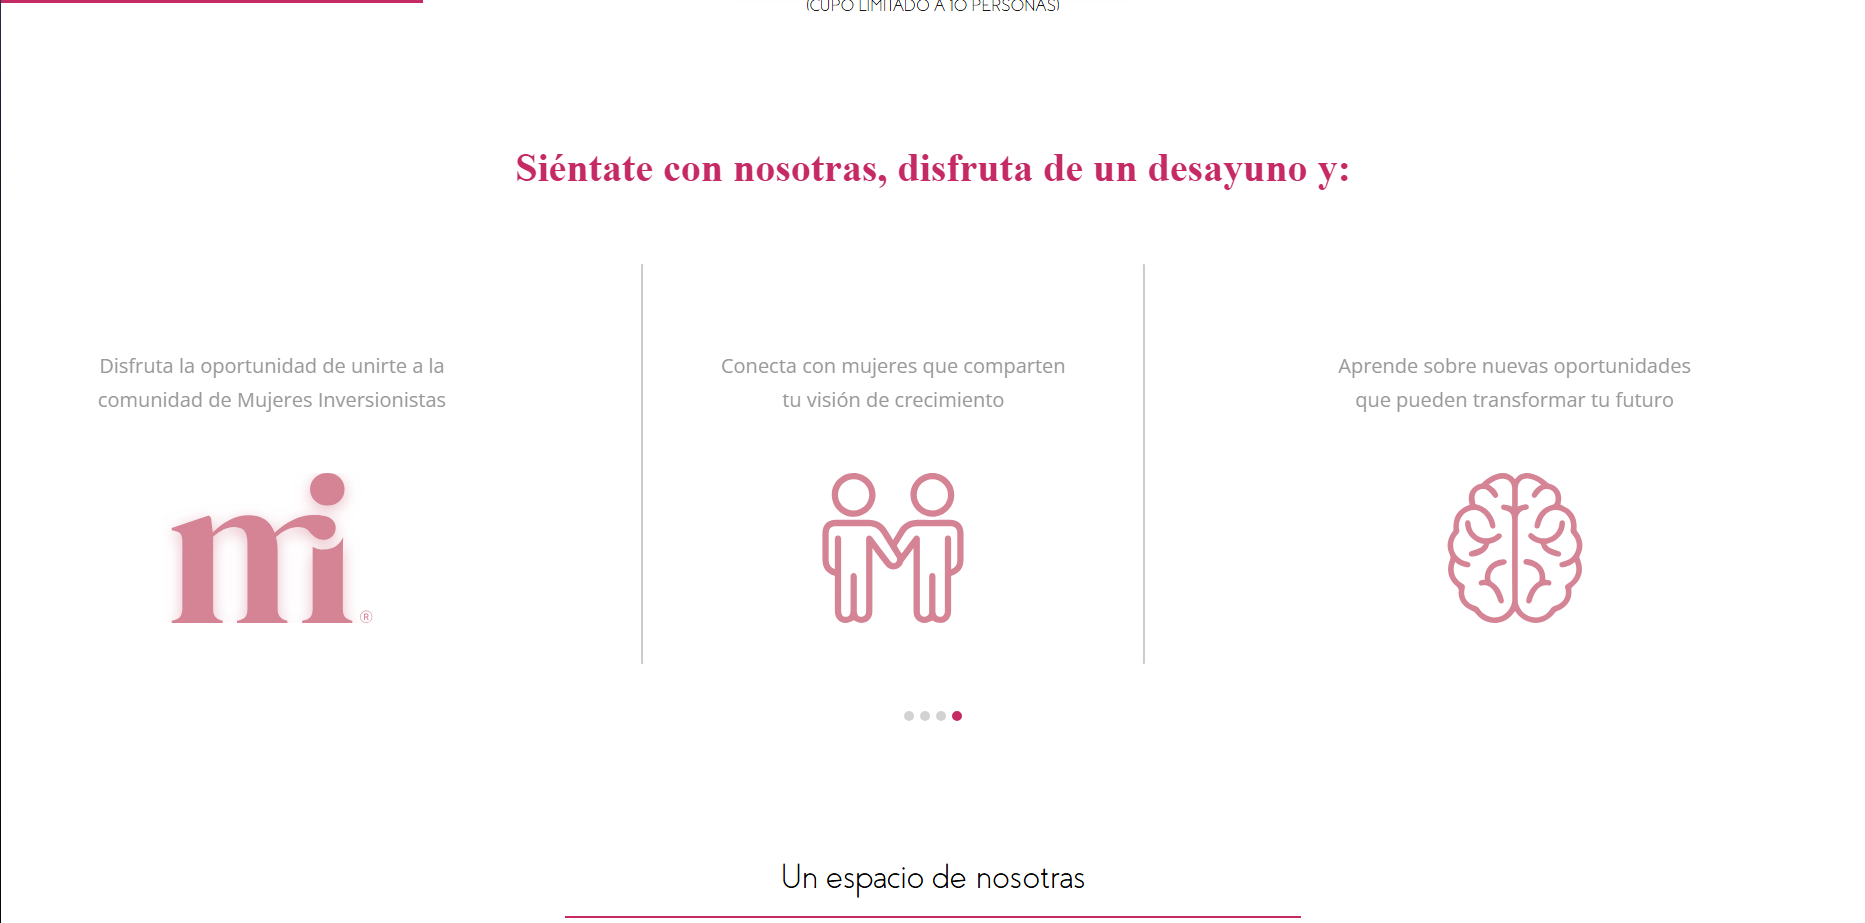 (CUPO LIMITADO A 10 PERSONAS)
Siéntate con nosotras, disfruta de un desayuno y:
Disfruta la oportunidad de unirte a la
comunidad de Mujeres Inversionistas
mi
®
Conecta con mujeres que comparten
tu visión de crecimiento
Aprende sobre nuevas oportunidades
que pueden transformar tu futuro
Un espacio de nosotras